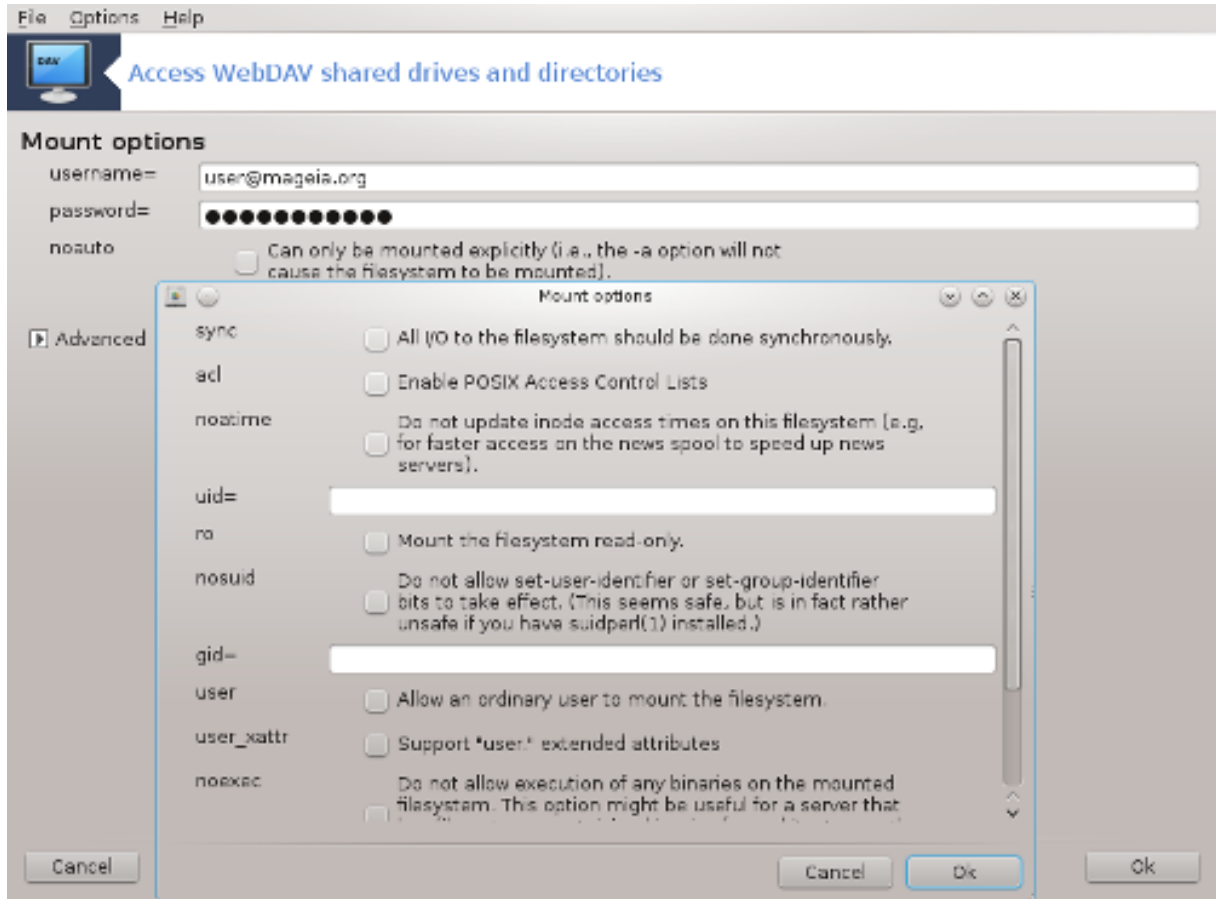 File Options Help
DAV
Access WebDAV shared drives and directories
Mount options
username=
user@mageia.org
password=
●●●●●●●●●●●
noauto
Can only be mounted explicitly (i.e., the -a option will not
cause the filesystem to be mounted).
Advanced
Mount options
sync
All I/O to the filesystem should be done synchronously.
acl
Enable POSIX Access Control Lists
noatime
Do not update inode access times on this filesystem (e.g,
for faster access on the news spool to speed up news
servers).
uid=
ro
Mount the filesystem read-only.
nosuid
Do not allow set-user-identifier or set-group-identifier
bits to take effect. (This seems safe, but is in fact rather
unsafe if you have suidperl(1) installed.)
gid=
user
Allow an ordinary user to mount the filesystem.
user_xattr
Support "user." extended attributes
noexec
Do not allow execution of any binaries on the mounted
filesystem. This option might be useful for a server that
Cancel Ok
Cancel Ok